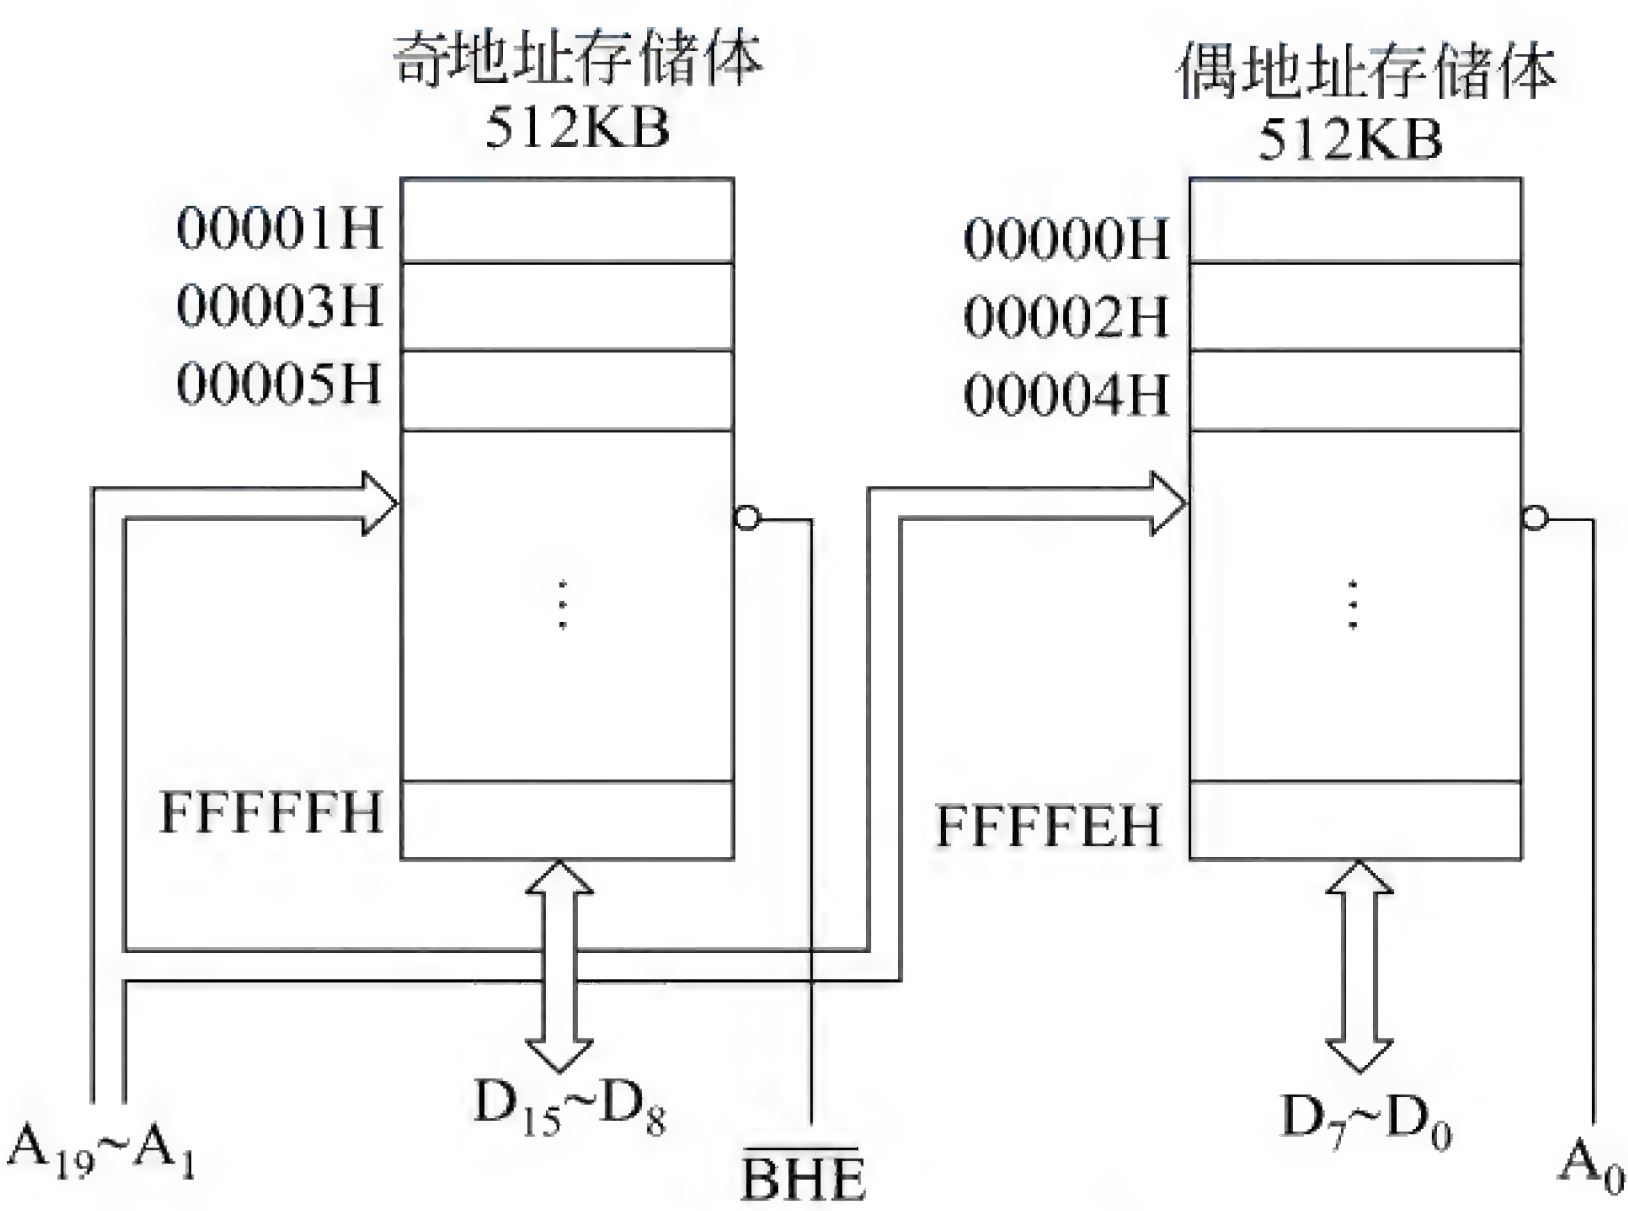 奇地址存储体
512KB
偶地址存储体
512KB
00001H
00003H
00005H
FFFFFH
00000H
00002H
00004H
FFFFEH
A₁₉~A₁
D₁₅~D₈
B̅H̅E̅
D₇~D₀
A₀